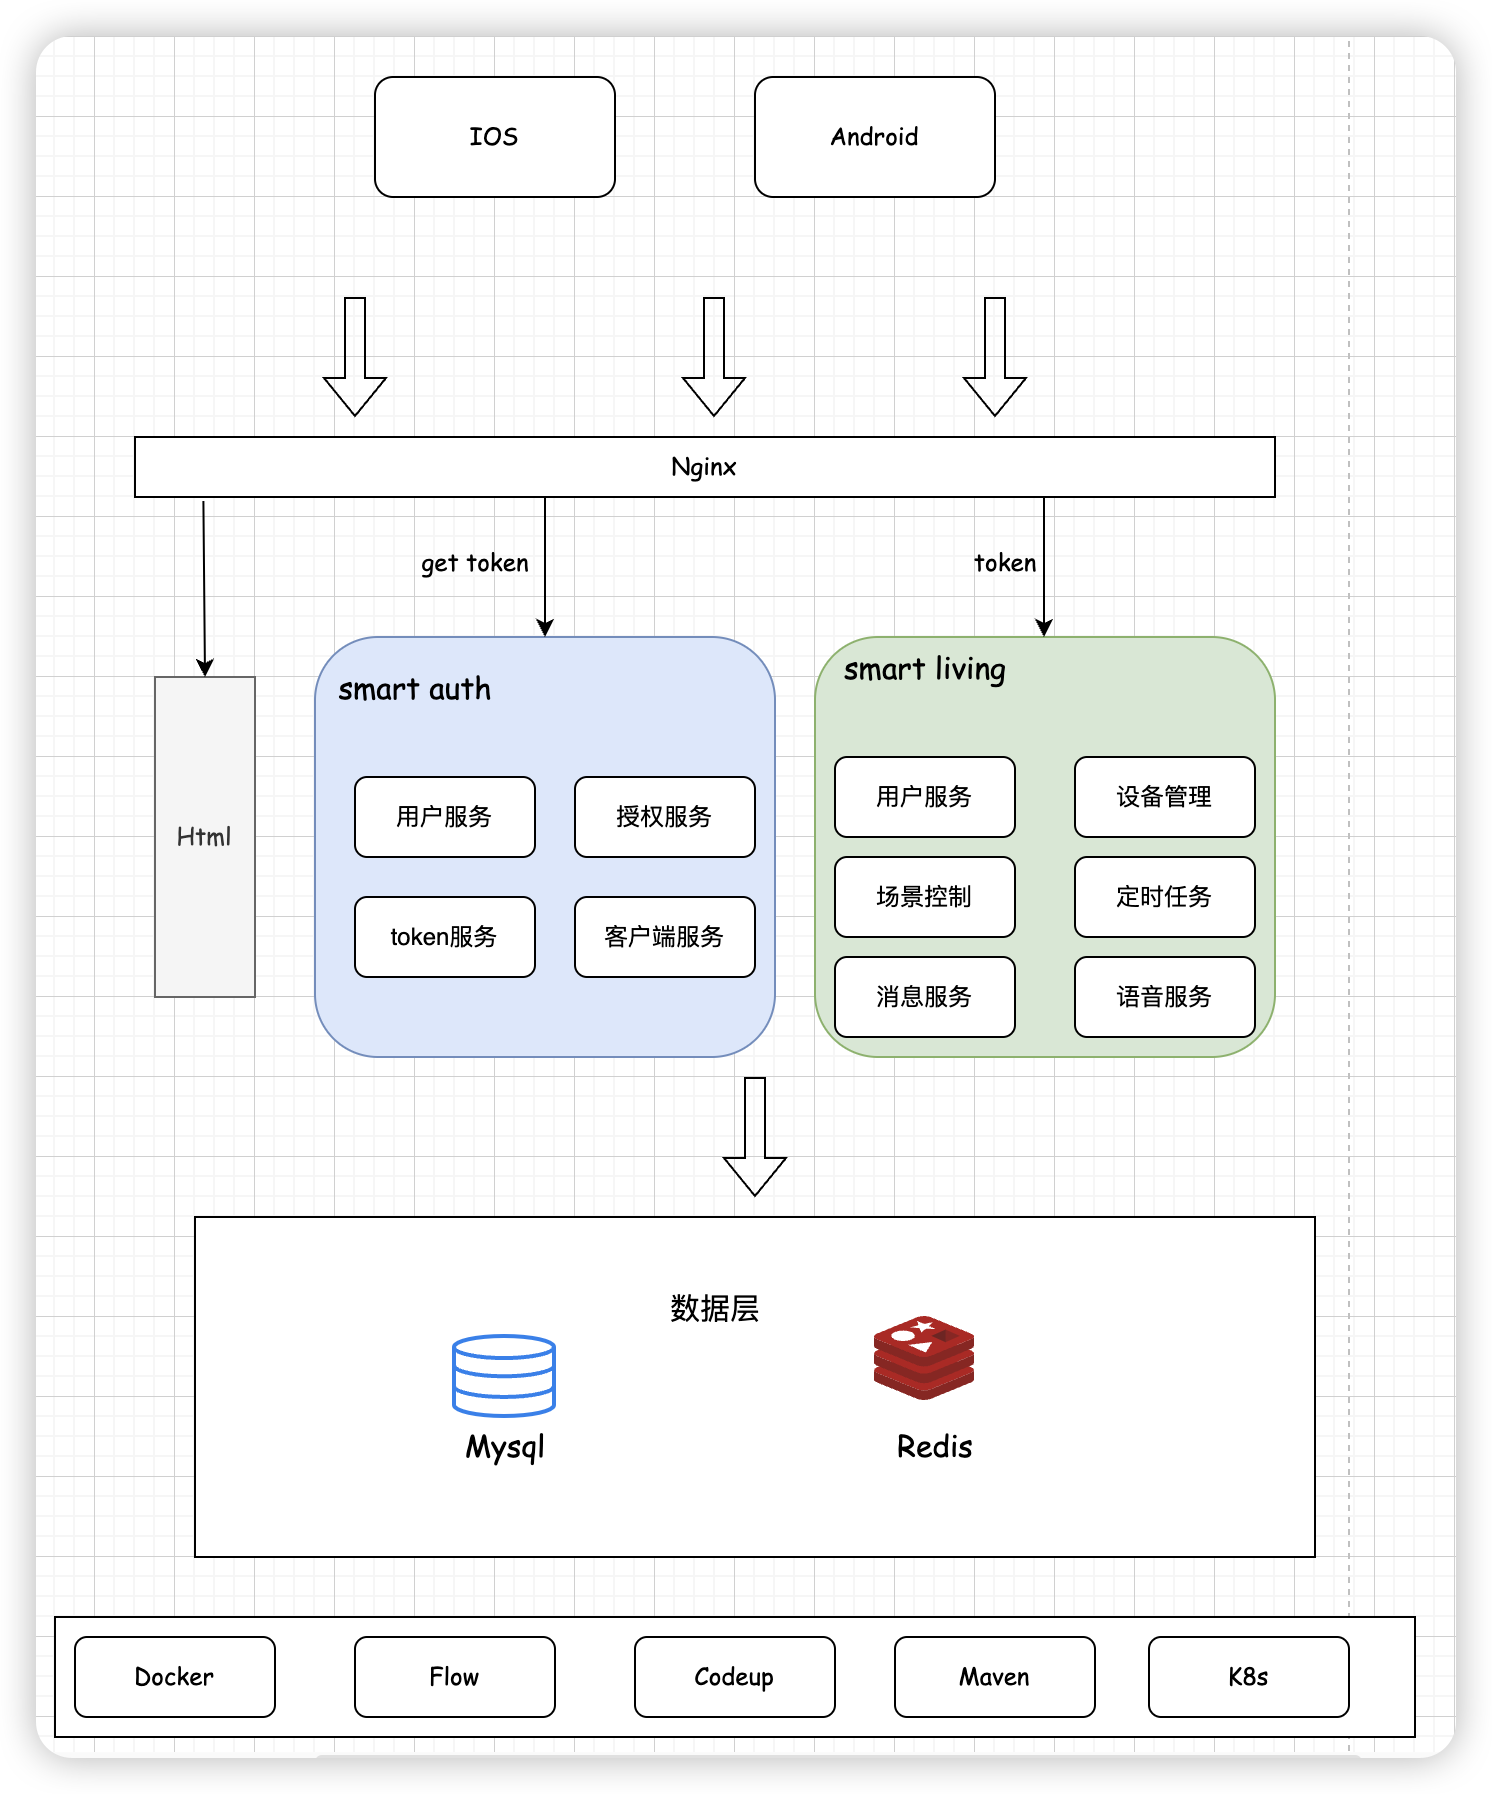 IOS
Android
Nginx
get token
token
Html
smart auth
用户服务
授权服务
token服务
客户端服务
smart living
用户服务
设备管理
场景控制
定时任务
消息服务
语音服务
数据层
Mysql
Redis
Docker
Flow
Codeup
Maven
K8s